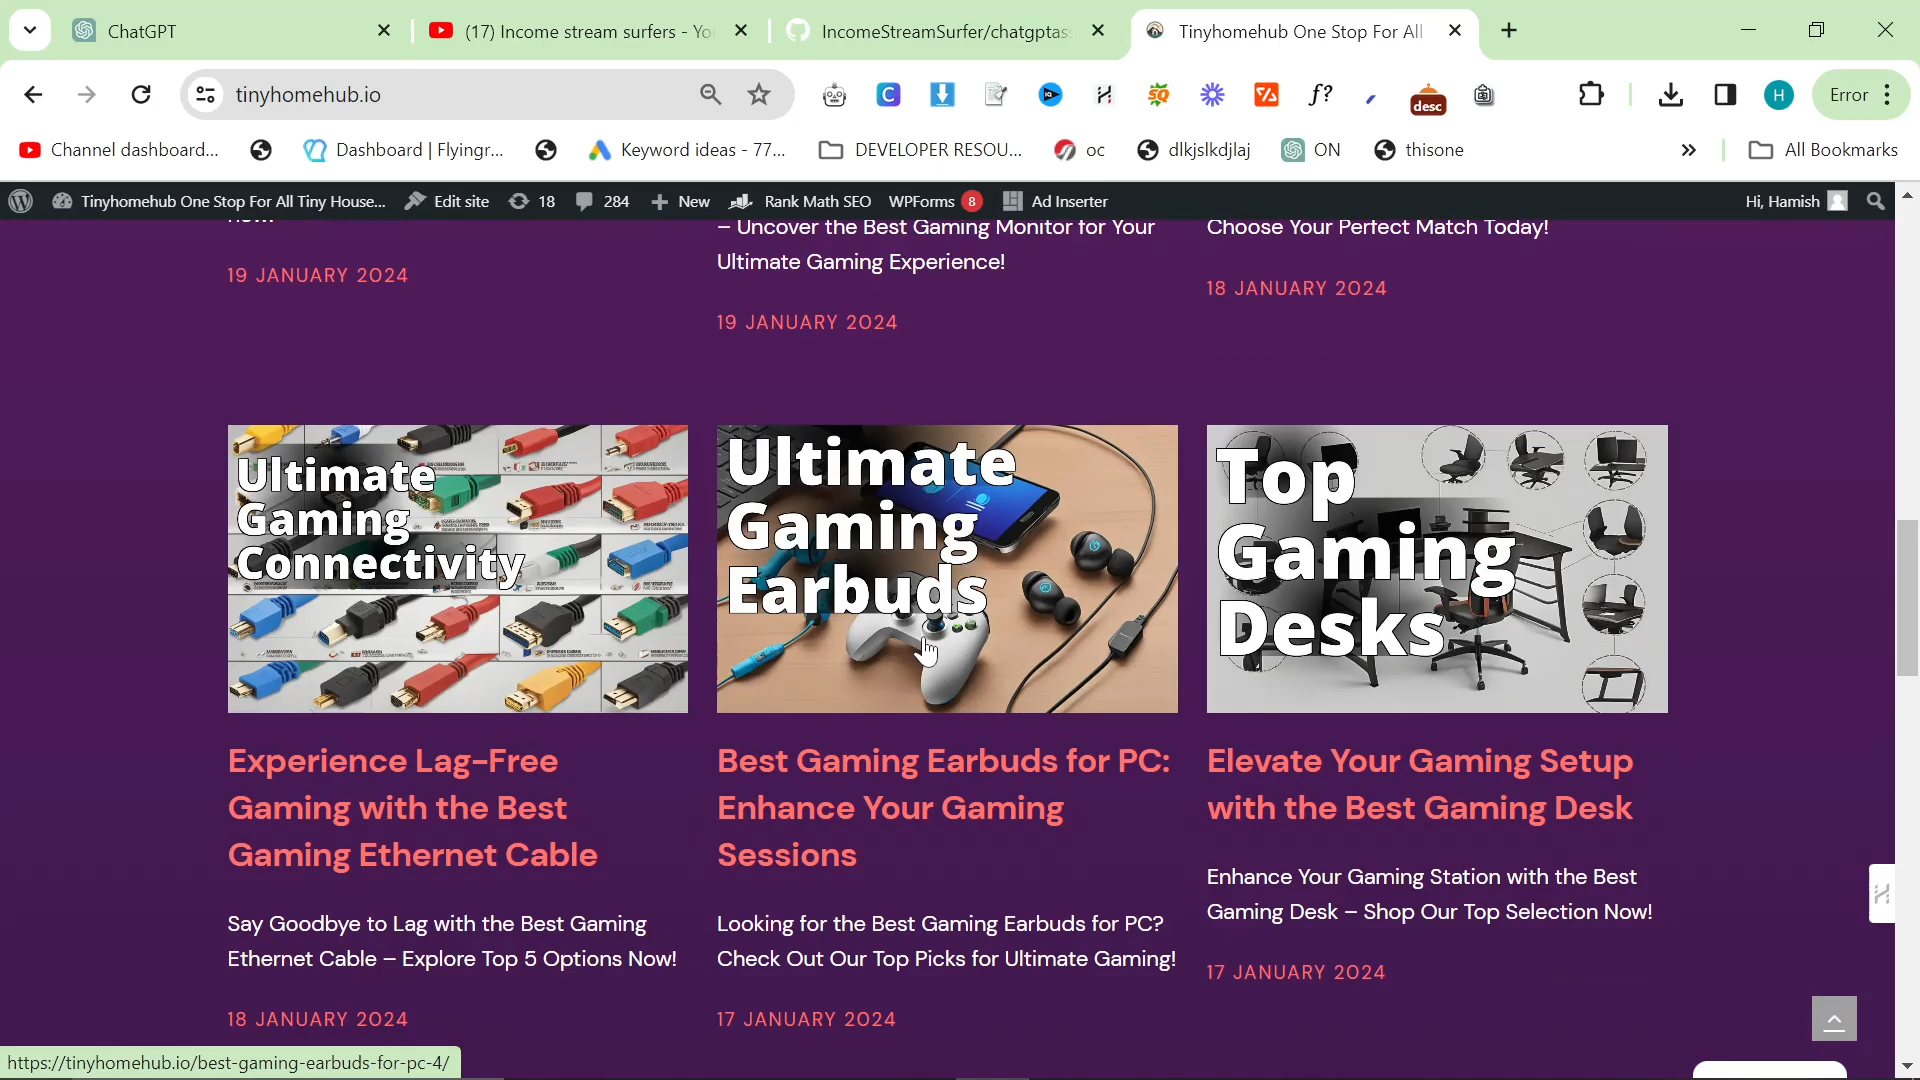 ChatGPT
(17) Income stream surfers - Yo
IncomeStreamSurfer/chatgptas
Tinyhomehub One Stop For All
tinyhomehub.io
desc
H
Error
Channel dashboard...
Dashboard | Flyingr...
Keyword ideas - 77...
DEVELOPER RESOU...
oc
dlkjslkdjlaj
ON
thisone
»
All Bookmarks
Tinyhomehub One Stop For All Tiny House...
Edit site
18
284
New
Rank Math SEO
WPForms 8
Ad Inserter
Hi, Hamish
19 JANUARY 2024
– Uncover the Best Gaming Monitor for Your
Ultimate Gaming Experience!
19 JANUARY 2024
Choose Your Perfect Match Today!
18 JANUARY 2024
Ultimate
Gaming
Connectivity
Experience Lag-Free
Gaming with the Best
Gaming Ethernet Cable
Say Goodbye to Lag with the Best Gaming
Ethernet Cable – Explore Top 5 Options Now!
18 JANUARY 2024
Ultimate
Gaming
Earbuds
Best Gaming Earbuds for PC:
Enhance Your Gaming
Sessions
Looking for the Best Gaming Earbuds for PC?
Check Out Our Top Picks for Ultimate Gaming!
17 JANUARY 2024
Top
Gaming
Desks
Elevate Your Gaming Setup
with the Best Gaming Desk
Enhance Your Gaming Station with the Best
Gaming Desk – Shop Our Top Selection Now!
17 JANUARY 2024
https://tinyhomehub.io/best-gaming-earbuds-for-pc-4/